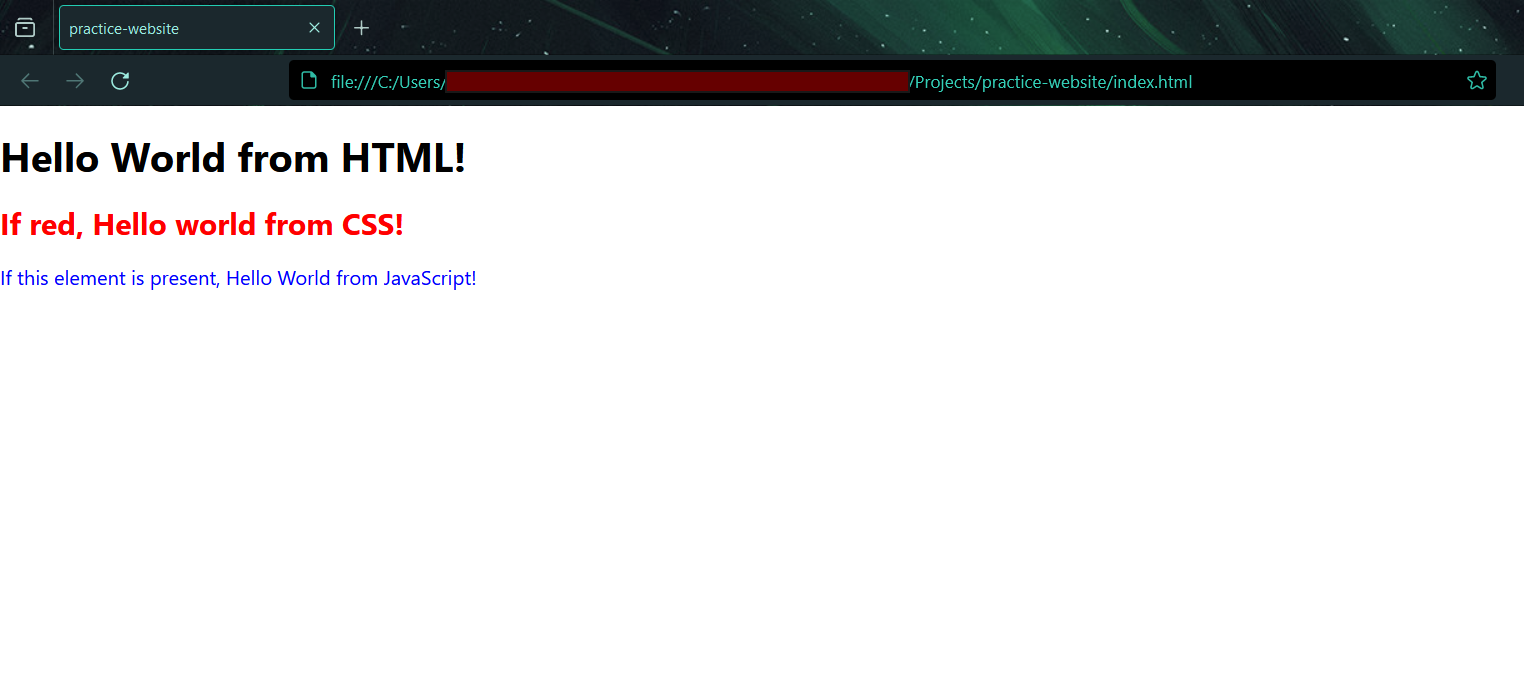 practice-website
file:///C:/Users/ /Projects/practice-website/index.html
Hello World from HTML!
If red, Hello world from CSS!
If this element is present, Hello World from JavaScript!